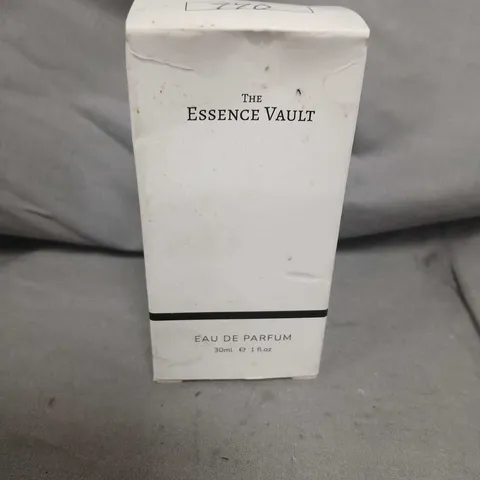 THE
ESSENCE VAULT
EAU DE PARFUM
30ml ℮ 1 fl.oz